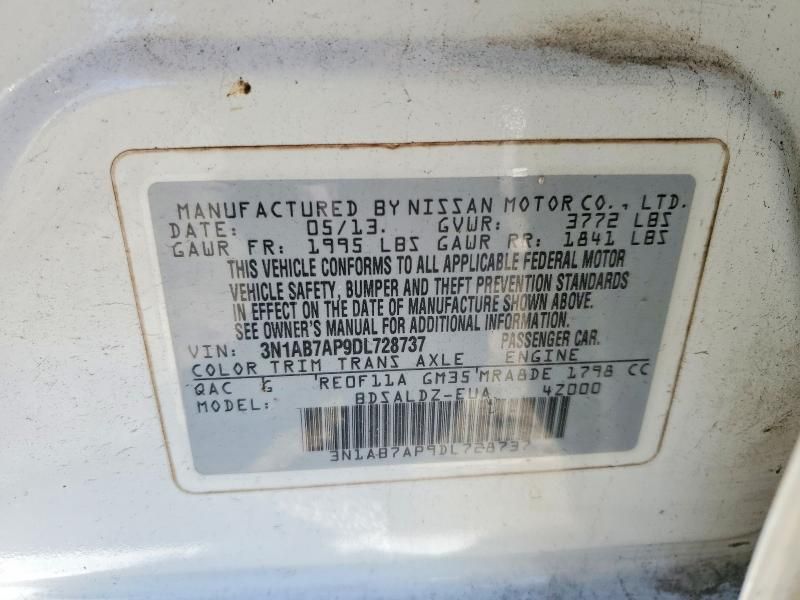 MANUFACTURED BY NISSAN MOTOR CO., LTD.
DATE: 05/13. GVWR: 3772 LBS
GAWR FR: 1995 LBS GAWR RR: 1841 LBS
THIS VEHICLE CONFORMS TO ALL APPLICABLE FEDERAL MOTOR
VEHICLE SAFETY, BUMPER AND THEFT PREVENTION STANDARDS
IN EFFECT ON THE DATE OF MANUFACTURE SHOWN ABOVE.
SEE OWNER'S MANUAL FOR ADDITIONAL INFORMATION.
VIN: 3N1AB7AP9DL728737 PASSENGER CAR.
COLOR TRIM TRANS AXLE ENGINE
QAC G RE0F11A GM35 MRA8DE 1798 CC
MODEL: BDSALDZ-EUA 4Z000
3N1AB7AP9DL728737